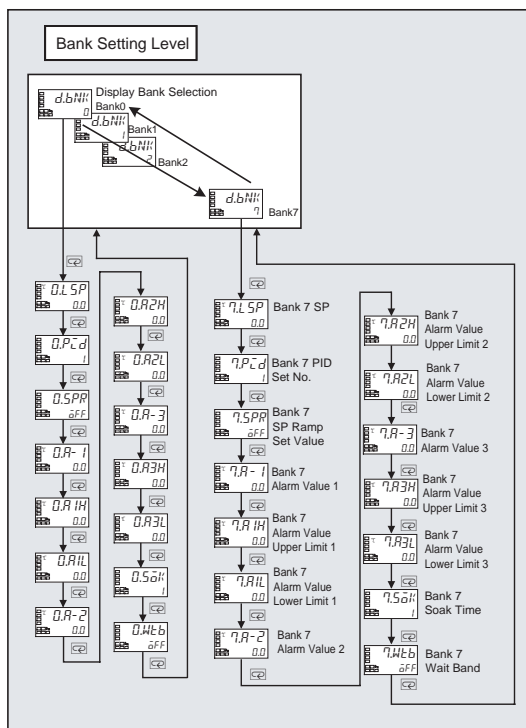 Bank Setting Level
Display Bank Selection
d.bNK
0
Bank0
d.bNK
1
Bank1
d.bNK
2
Bank2
d.bNK
7
Bank7
0.LSP
0.0
0.Pid
1
0.SPR
oFF
0.A-1
0.0
0.A1H
0.0
0.A1L
0.0
0.A-2
0.0
0.A2H
0.0
0.A2L
0.0
0.A-3
0.0
0.A3H
0.0
0.A3L
0.0
0.SoK
1
0.Wtb
oFF
7.LSP
0.0
Bank 7 SP
7.Pid
1
Bank 7 PID
Set No.
7.SPR
oFF
Bank 7
SP Ramp
Set Value
7.A-1
0.0
Bank 7
Alarm Value 1
7.A1H
0.0
Bank 7
Alarm Value
Upper Limit 1
7.A1L
0.0
Bank 7
Alarm Value
Lower Limit 1
7.A-2
0.0
Bank 7
Alarm Value 2
7.A2H
0.0
Bank 7
Alarm Value
Upper Limit 2
7.A2L
0.0
Bank 7
Alarm Value
Lower Limit 2
7.A-3
0.0
Bank 7
Alarm Value 3
7.A3H
0.0
Bank 7
Alarm Value
Upper Limit 3
7.A3L
0.0
Bank 7
Alarm Value
Lower Limit 3
7.SoK
1
Bank 7
Soak Time
7.Wtb
oFF
Bank 7
Wait Band